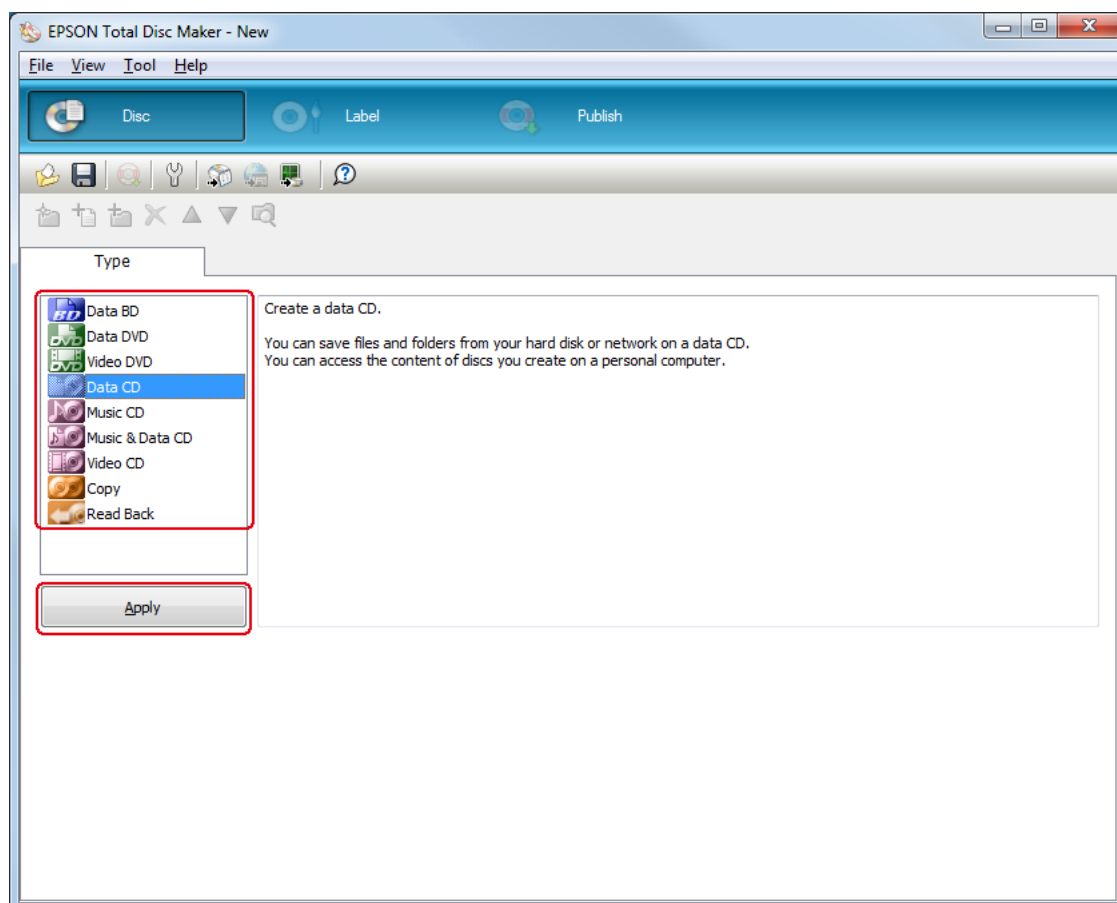 EPSON Total Disc Maker - New
File View Tool Help
Disc Label Publish
Type
Data BD
Data DVD
Video DVD
Data CD
Music CD
Music & Data CD
Video CD
Copy
Read Back
Apply
Create a data CD.
You can save files and folders from your hard disk or network on a data CD.
You can access the content of discs you create on a personal computer.